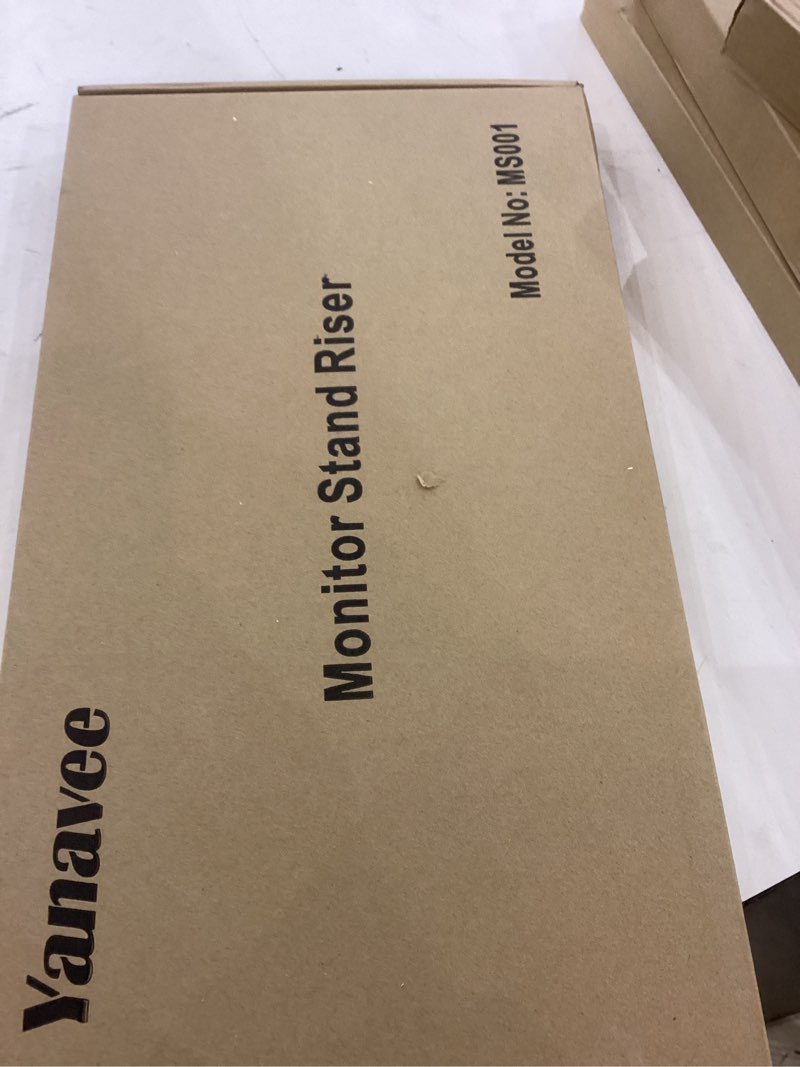 Yanavee
Monitor Stand Riser
Model No: MS001